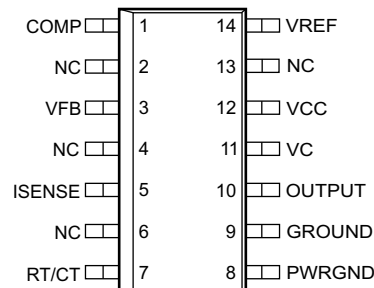 COMP 1 14 VREF
NC 2 13 NC
VFB 3 12 VCC
NC 4 11 VC
ISENSE 5 10 OUTPUT
NC 6 9 GROUND
RT/CT 7 8 PWRGND